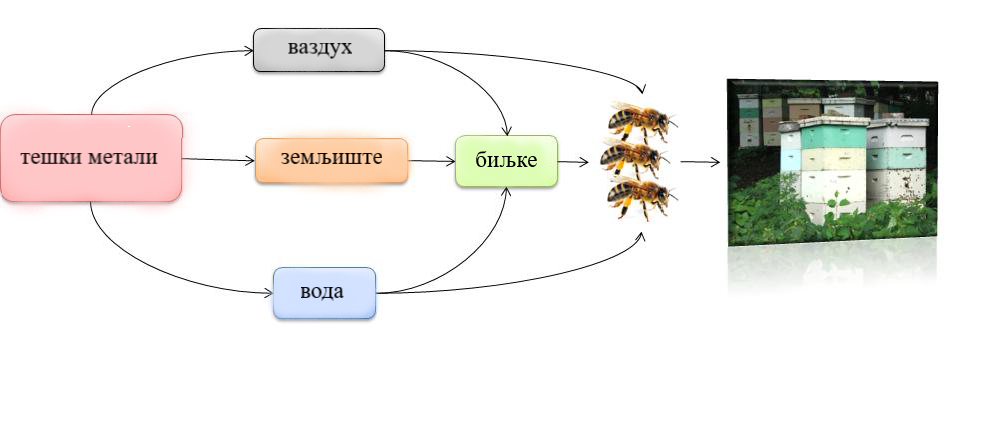 ваздух
тешки метали
земљиште
биљке
вода